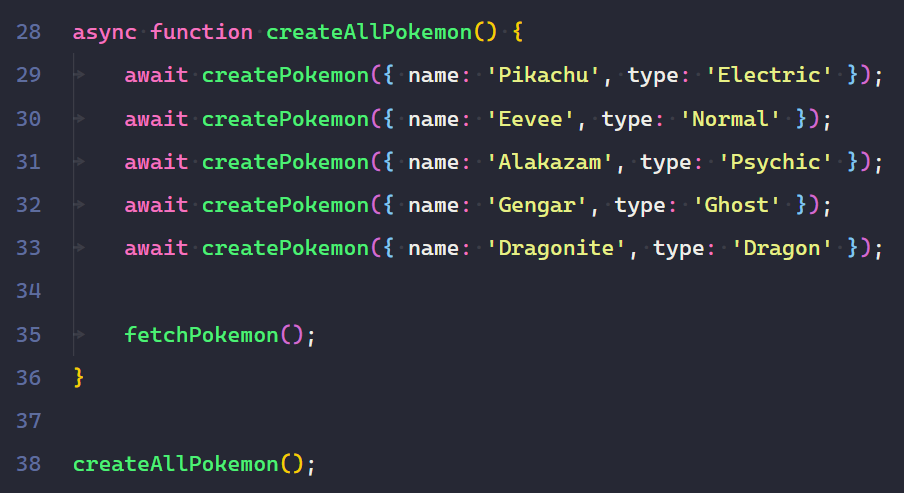 28 async function createAllPokemon() {
29 await createPokemon({ name: 'Pikachu', type: 'Electric' });
30 await createPokemon({ name: 'Eevee', type: 'Normal' });
31 await createPokemon({ name: 'Alakazam', type: 'Psychic' });
32 await createPokemon({ name: 'Gengar', type: 'Ghost' });
33 await createPokemon({ name: 'Dragonite', type: 'Dragon' });
34
35 fetchPokemon();
36 }
37
38 createAllPokemon();